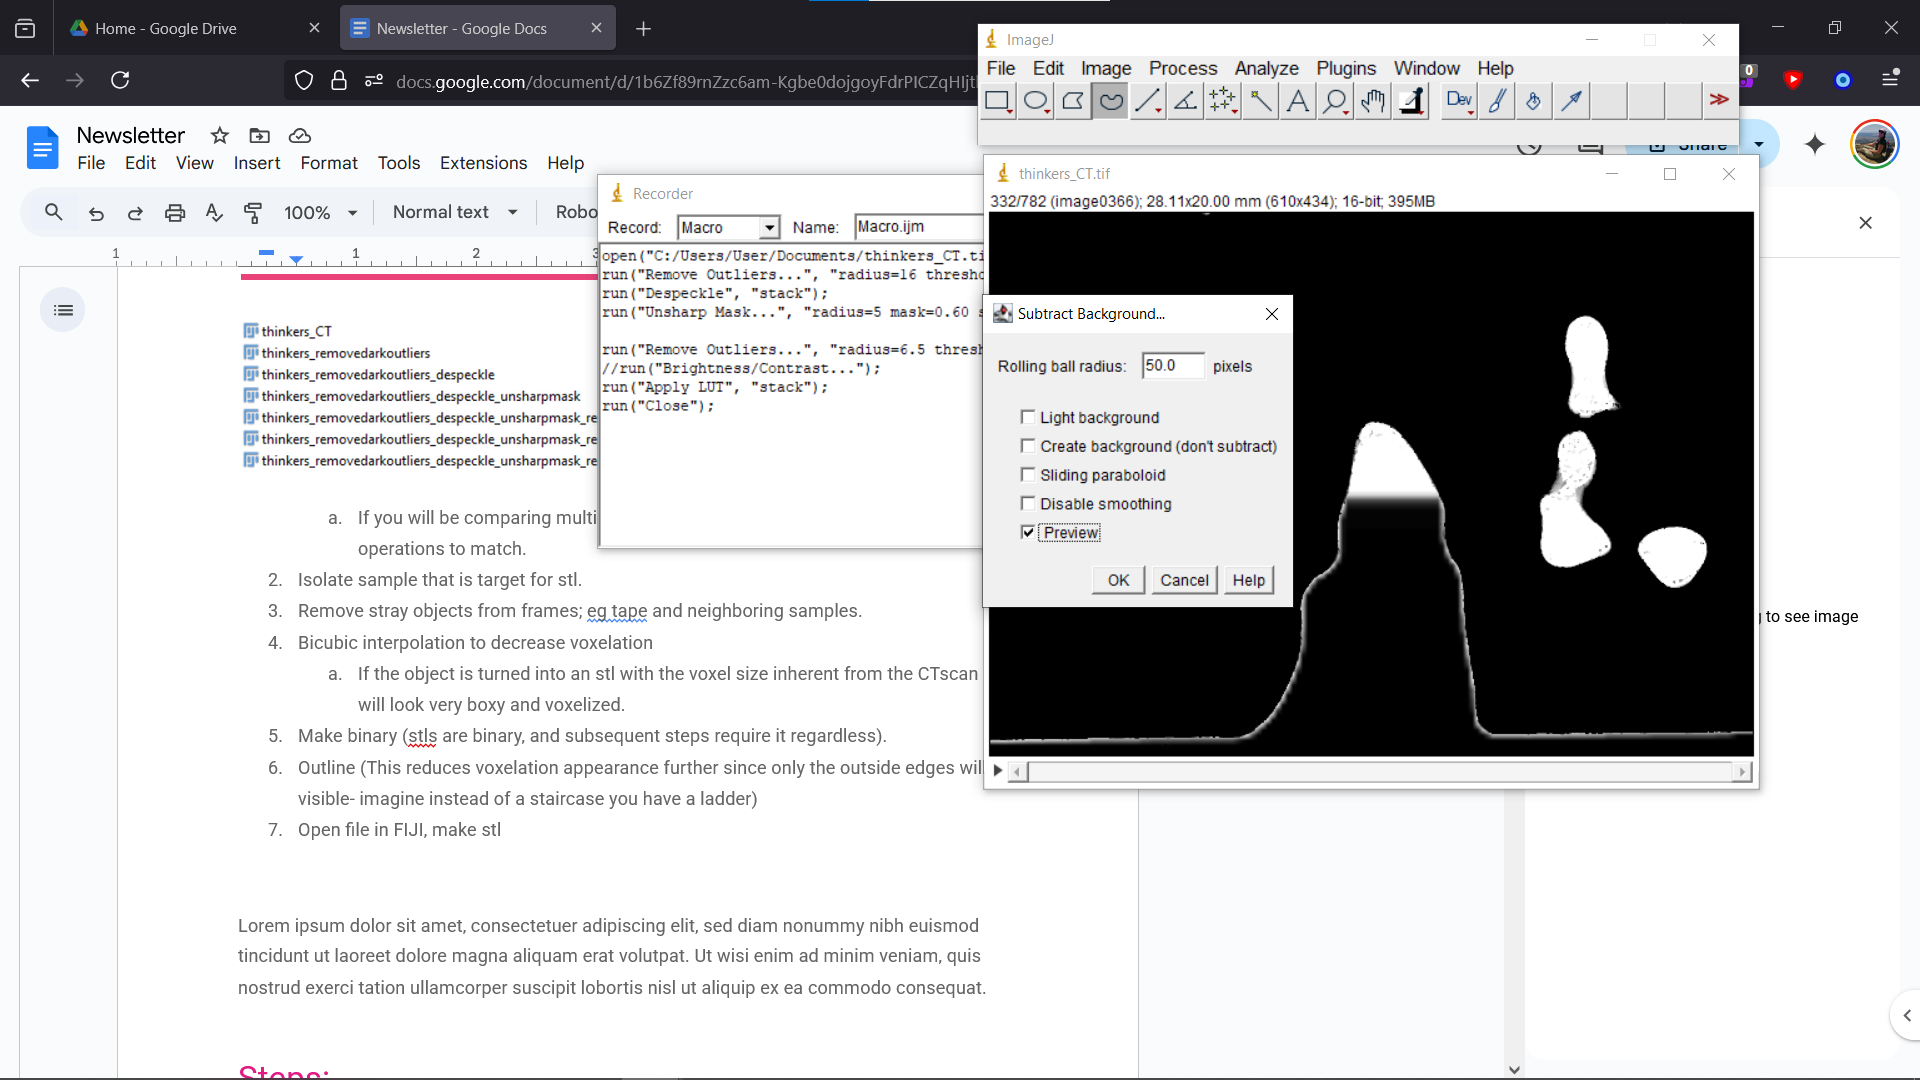 Home - Google Drive
Newsletter - Google Docs
docs.google.com/document/d/1b6Zf89rnZzc6am-Kgbe0dojgoyFdrPICZqHIjt
0
Newsletter
File Edit View Insert Format Tools Extensions Help
Share
100% Normal text Robo
1 1 2 3
thinkers_CT
thinkers_removedarkoutliers
thinkers_removedarkoutliers_despeckle
thinkers_removedarkoutliers_despeckle_unsharpmask
thinkers_removedarkoutliers_despeckle_unsharpmask_re
thinkers_removedarkoutliers_despeckle_unsharpmask_re
thinkers_removedarkoutliers_despeckle_unsharpmask_re
a. If you will be comparing multi
operations to match.
2. Isolate sample that is target for stl.
3. Remove stray objects from frames; eg tape and neighboring samples.
4. Bicubic interpolation to decrease voxelation
a. If the object is turned into an stl with the voxel size inherent from the CTscan
will look very boxy and voxelized.
5. Make binary (stls are binary, and subsequent steps require it regardless).
6. Outline (This reduces voxelation appearance further since only the outside edges will
visible- imagine instead of a staircase you have a ladder)
7. Open file in FIJI, make stl
Lorem ipsum dolor sit amet, consectetuer adipiscing elit, sed diam nonummy nibh euismod
tincidunt ut laoreet dolore magna aliquam erat volutpat. Ut wisi enim ad minim veniam, quis
nostrud exerci tation ullamcorper suscipit lobortis nisl ut aliquip ex ea commodo consequat.
Steps:
Recorder
Record: Macro Name: Macro.ijm
open("C:/Users/User/Documents/thinkers_CT.ti
run("Remove Outliers...", "radius=16 thresho
run("Despeckle", "stack");
run("Unsharp Mask...", "radius=5 mask=0.60 s
run("Remove Outliers...", "radius=6.5 thresh
//run("Brightness/Contrast...");
run("Apply LUT", "stack");
run("Close");
ImageJ
File Edit Image Process Analyze Plugins Window Help
A Dev
thinkers_CT.tif
332/782 (image0366); 28.11x20.00 mm (610x434); 16-bit; 395MB
Subtract Background...
Rolling ball radius: 50.0 pixels
Light background
Create background (don't subtract)
Sliding paraboloid
Disable smoothing
Preview
OK Cancel Help
to see image